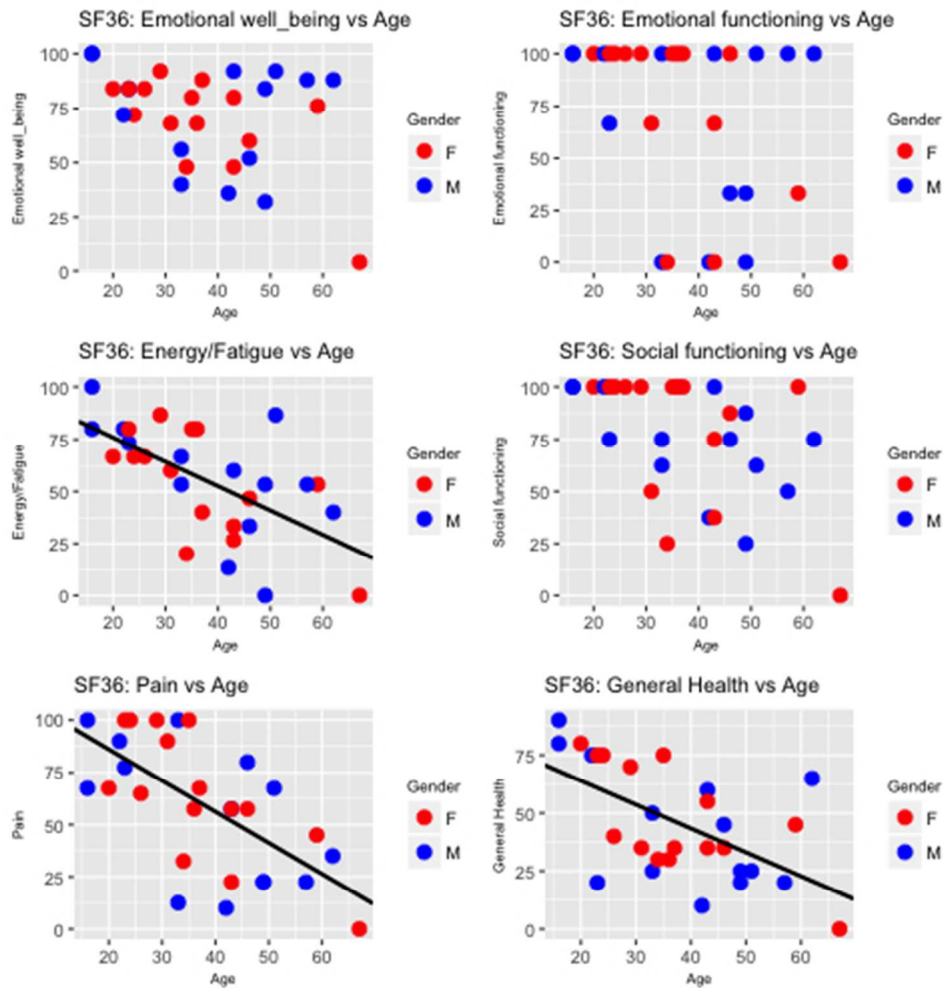 SF36: Emotional well_being vs Age
Emotional well_being
100
75
50
25
0
20 30 40 50 60
Age
Gender
F
M
SF36: Emotional functioning vs Age
Emotional functioning
100
75
50
25
0
20 30 40 50 60
Age
Gender
F
M
SF36: Energy/Fatigue vs Age
Energy/Fatigue
100
75
50
25
0
20 30 40 50 60
Age
Gender
F
M
SF36: Social functioning vs Age
Social functioning
100
75
50
25
0
20 30 40 50 60
Age
Gender
F
M
SF36: Pain vs Age
Pain
100
75
50
25
0
20 30 40 50 60
Age
Gender
F
M
SF36: General Health vs Age
General Health
75
50
25
0
20 30 40 50 60
Age
Gender
F
M